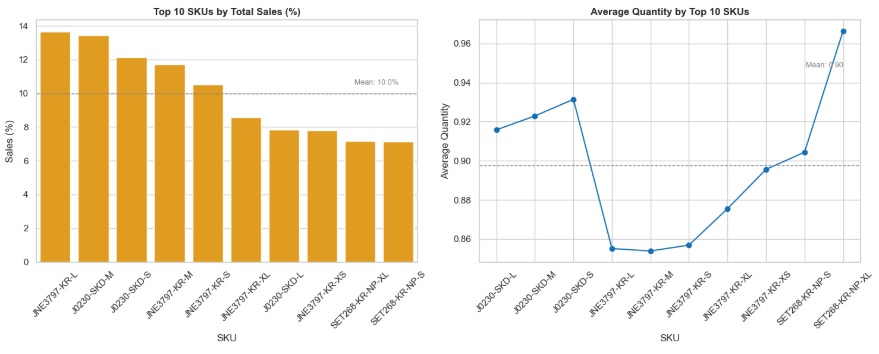 Top 10 SKUs by Total Sales (%)
14
12
10
8
6
4
2
0
Sales (%)
Mean: 10.0%
JNE3797-KR-L
J0230-SKD-M
J0230-SKD-S
JNE3797-KR-M
JNE3797-KR-S
JNE3797-KR-XL
J0230-SKD-L
JNE3797-KR-XS
SET268-KR-NP-XL
SET268-KR-NP-S
SKU
Average Quantity by Top 10 SKUs
0.96
0.94
0.92
0.90
0.88
0.86
Average Quantity
Mean: 0.90
J0230-SKD-L
J0230-SKD-M
J0230-SKD-S
JNE3797-KR-L
JNE3797-KR-M
JNE3797-KR-S
JNE3797-KR-XL
JNE3797-KR-XS
SET268-KR-NP-S
SET268-KR-NP-XL
SKU